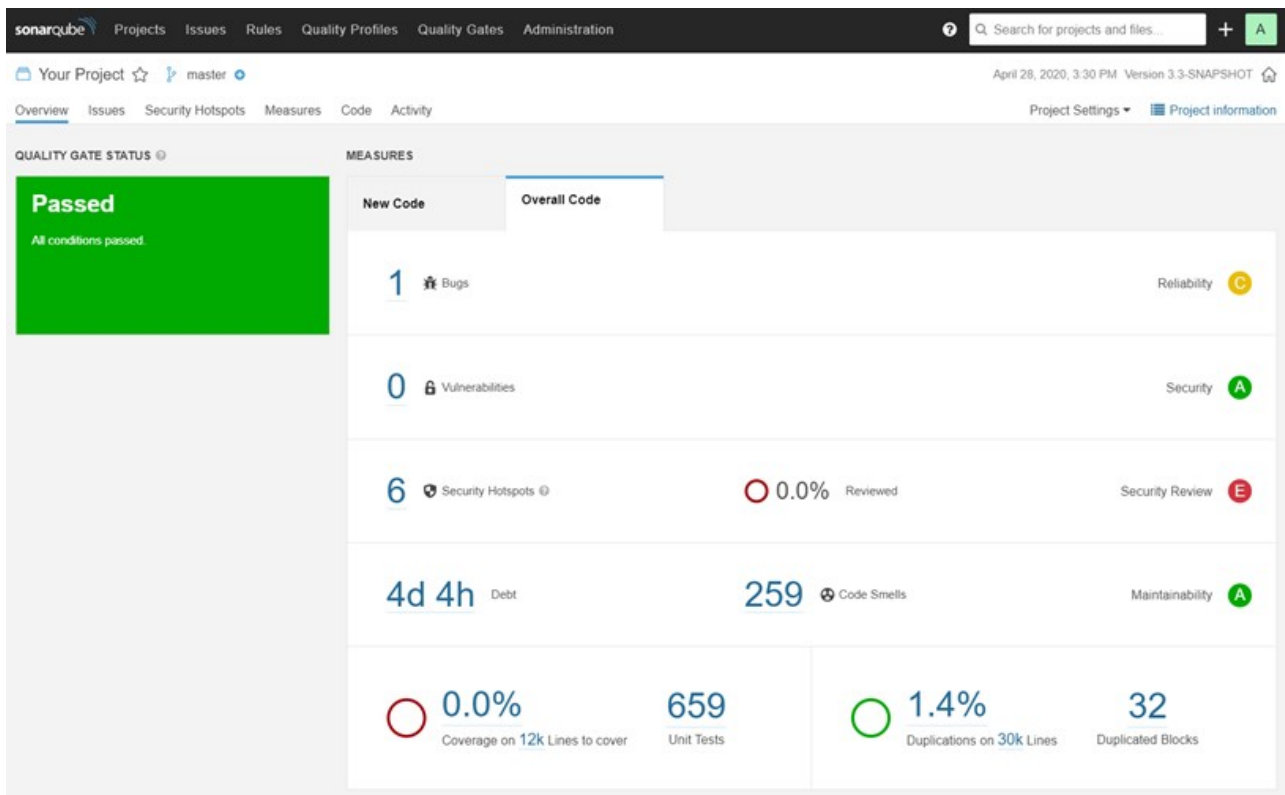 sonarqube Projects Issues Rules Quality Profiles Quality Gates Administration Search for projects and files... A
Your Project master April 28, 2020, 3:30 PM Version 3.3-SNAPSHOT
Overview Issues Security Hotspots Measures Code Activity Project Settings Project information
QUALITY GATE STATUS MEASURES
Passed
All conditions passed.
New Code Overall Code
1 Bugs Reliability C
0 Vulnerabilities Security A
6 Security Hotspots 0.0% Reviewed Security Review E
4d 4h Debt 259 Code Smells Maintainability A
0.0% 659 1.4% 32
Coverage on 12k Lines to cover Unit Tests Duplications on 30k Lines Duplicated Blocks